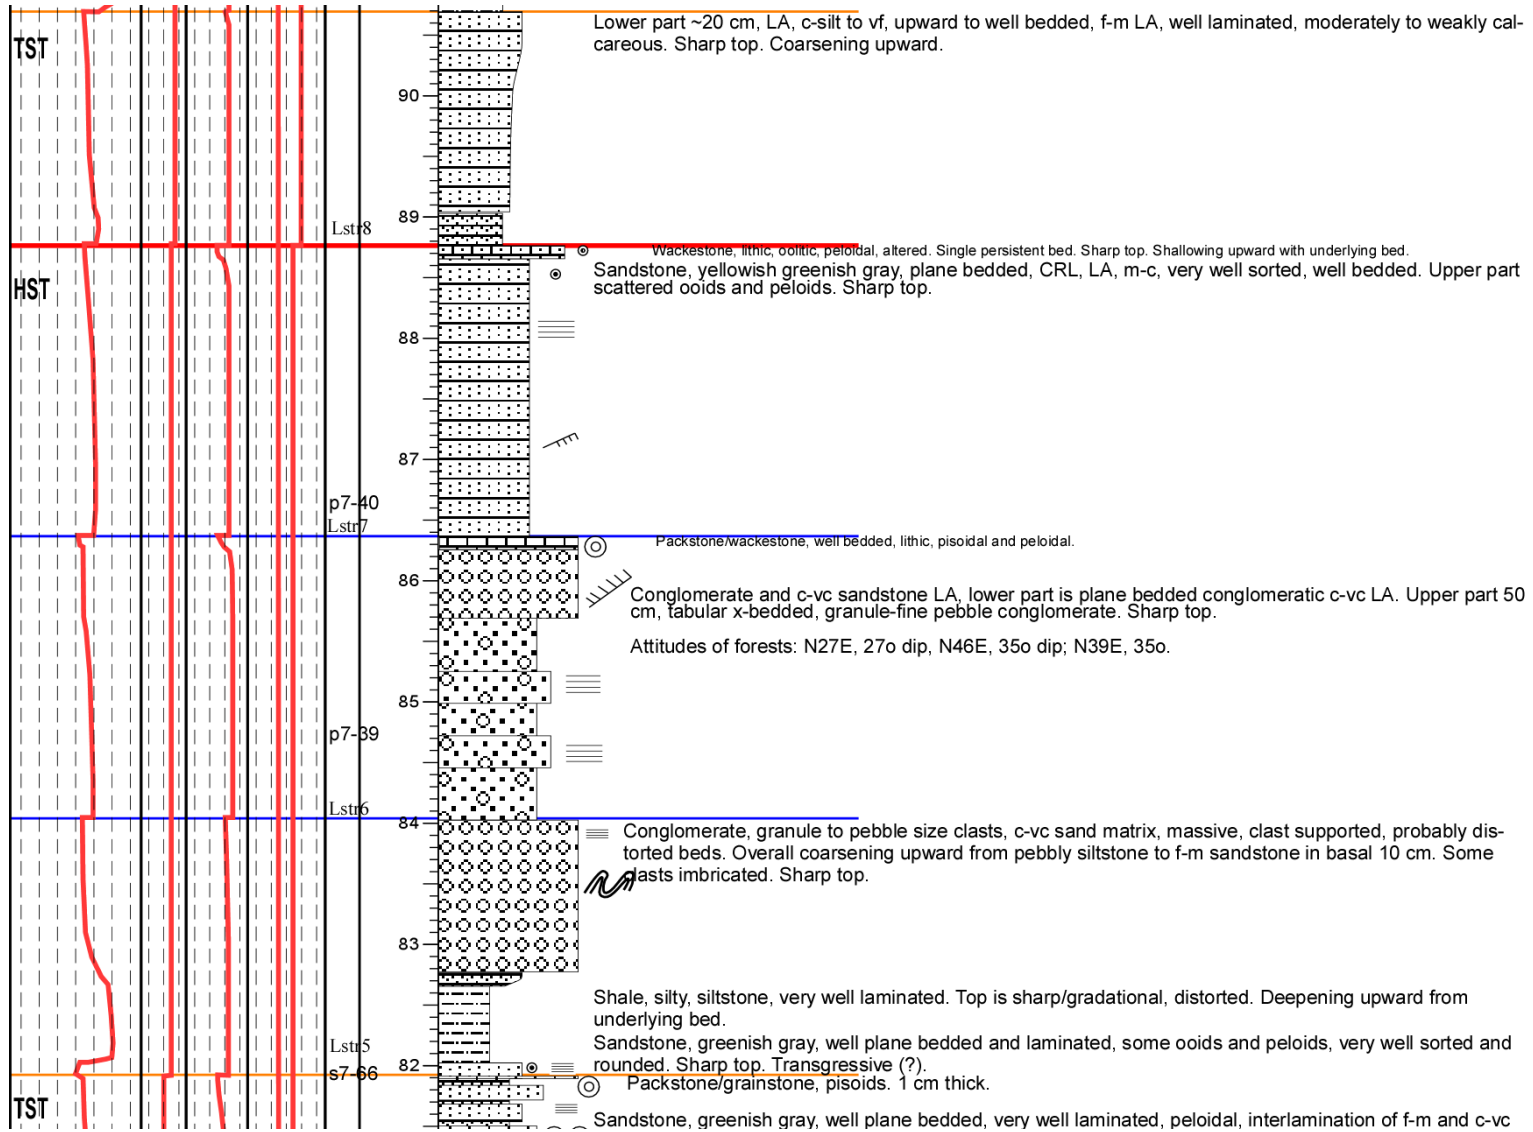 Lower part ~20 cm, LA, c-silt to vf, upward to well bedded, f-m LA, well laminated, moderately to weakly cal-
careous. Sharp top. Coarsening upward.
TST
90
89
Lstr8
Wackestone, lithic, oolitic, peloidal, altered. Single persistent bed. Sharp top. Shallowing upward with underlying bed.
Sandstone, yellowish greenish gray, plane bedded, CRL, LA, m-c, very well sorted, well bedded. Upper part
scattered ooids and peloids. Sharp top.
HST
88
87
p7-40
Lstr7
Packstone/wackestone, well bedded, lithic, pisoidal and peloidal.
86
Conglomerate and c-vc sandstone LA, lower part is plane bedded conglomeratic c-vc LA. Upper part 50
cm, tabular x-bedded, granule-fine pebble conglomerate. Sharp top.
Attitudes of forests: N27E, 27o dip, N46E, 35o dip; N39E, 35o.
85
p7-39
Lstr6
84
Conglomerate, granule to pebble size clasts, c-vc sand matrix, massive, clast supported, probably dis-
torted beds. Overall coarsening upward from pebbly siltstone to f-m sandstone in basal 10 cm. Some
clasts imbricated. Sharp top.
83
Shale, silty, siltstone, very well laminated. Top is sharp/gradational, distorted. Deepening upward from
underlying bed.
Lstr5
Sandstone, greenish gray, well plane bedded and laminated, some ooids and peloids, very well sorted and
82
rounded. Sharp top. Transgressive (?).
s7-66
Packstone/grainstone, pisoids. 1 cm thick.
TST
Sandstone, greenish gray, well plane bedded, very well laminated, peloidal, interlamination of f-m and c-vc